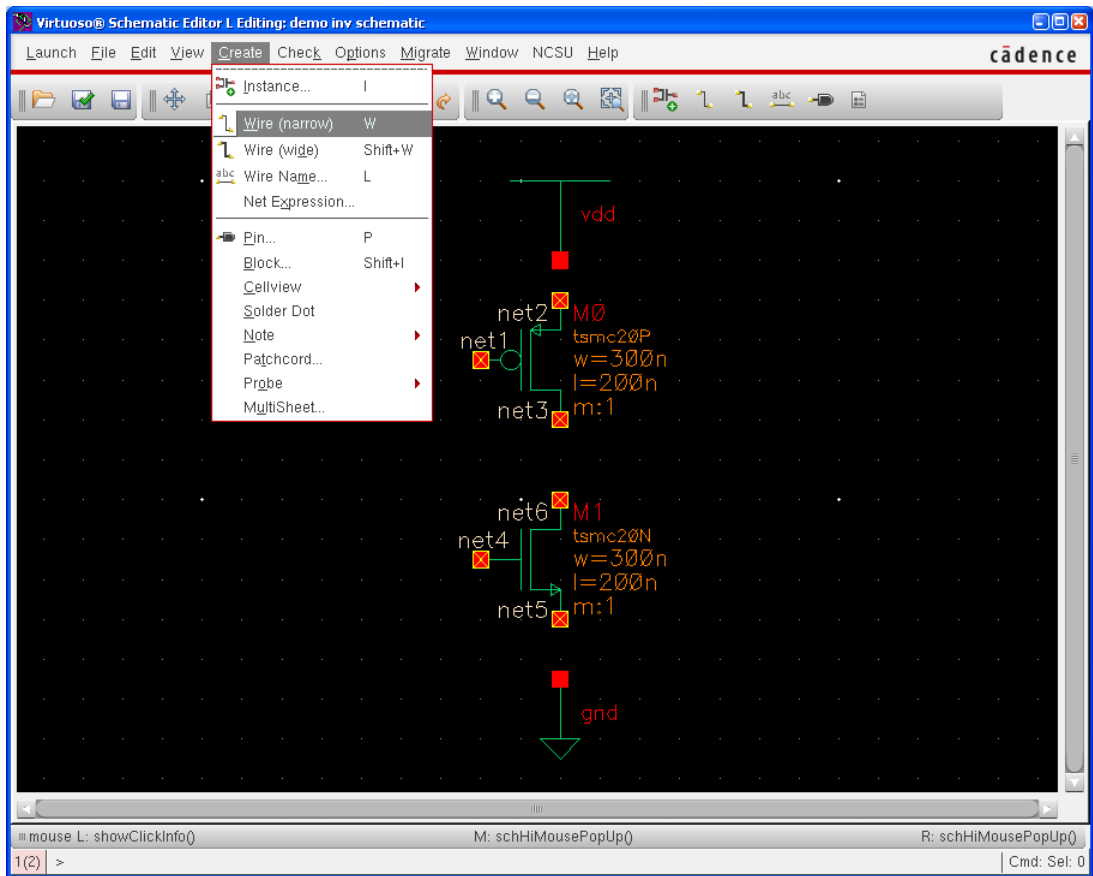 Virtuoso® Schematic Editor L Editing: demo inv schematic
Launch File Edit View Create Check Options Migrate Window NCSU Help
cādence
Instance... I
Wire (narrow) W
Wire (wide) Shift+W
abc Wire Name... L
Net Expression...
Pin... P
Block... Shift+I
Cellview
Solder Dot
Note
Patchcord...
Probe
MultiSheet...
abc
vdd
net2 M0
net1 tsmc20P
w=300n
l=200n
net3 m:1
net6 M1
net4 tsmc20N
w=300n
l=200n
net5 m:1
gnd
mouse L: showClickInfo() M: schHiMousePopUp() R: schHiMousePopUp()
1(2) > Cmd: Sel: 0